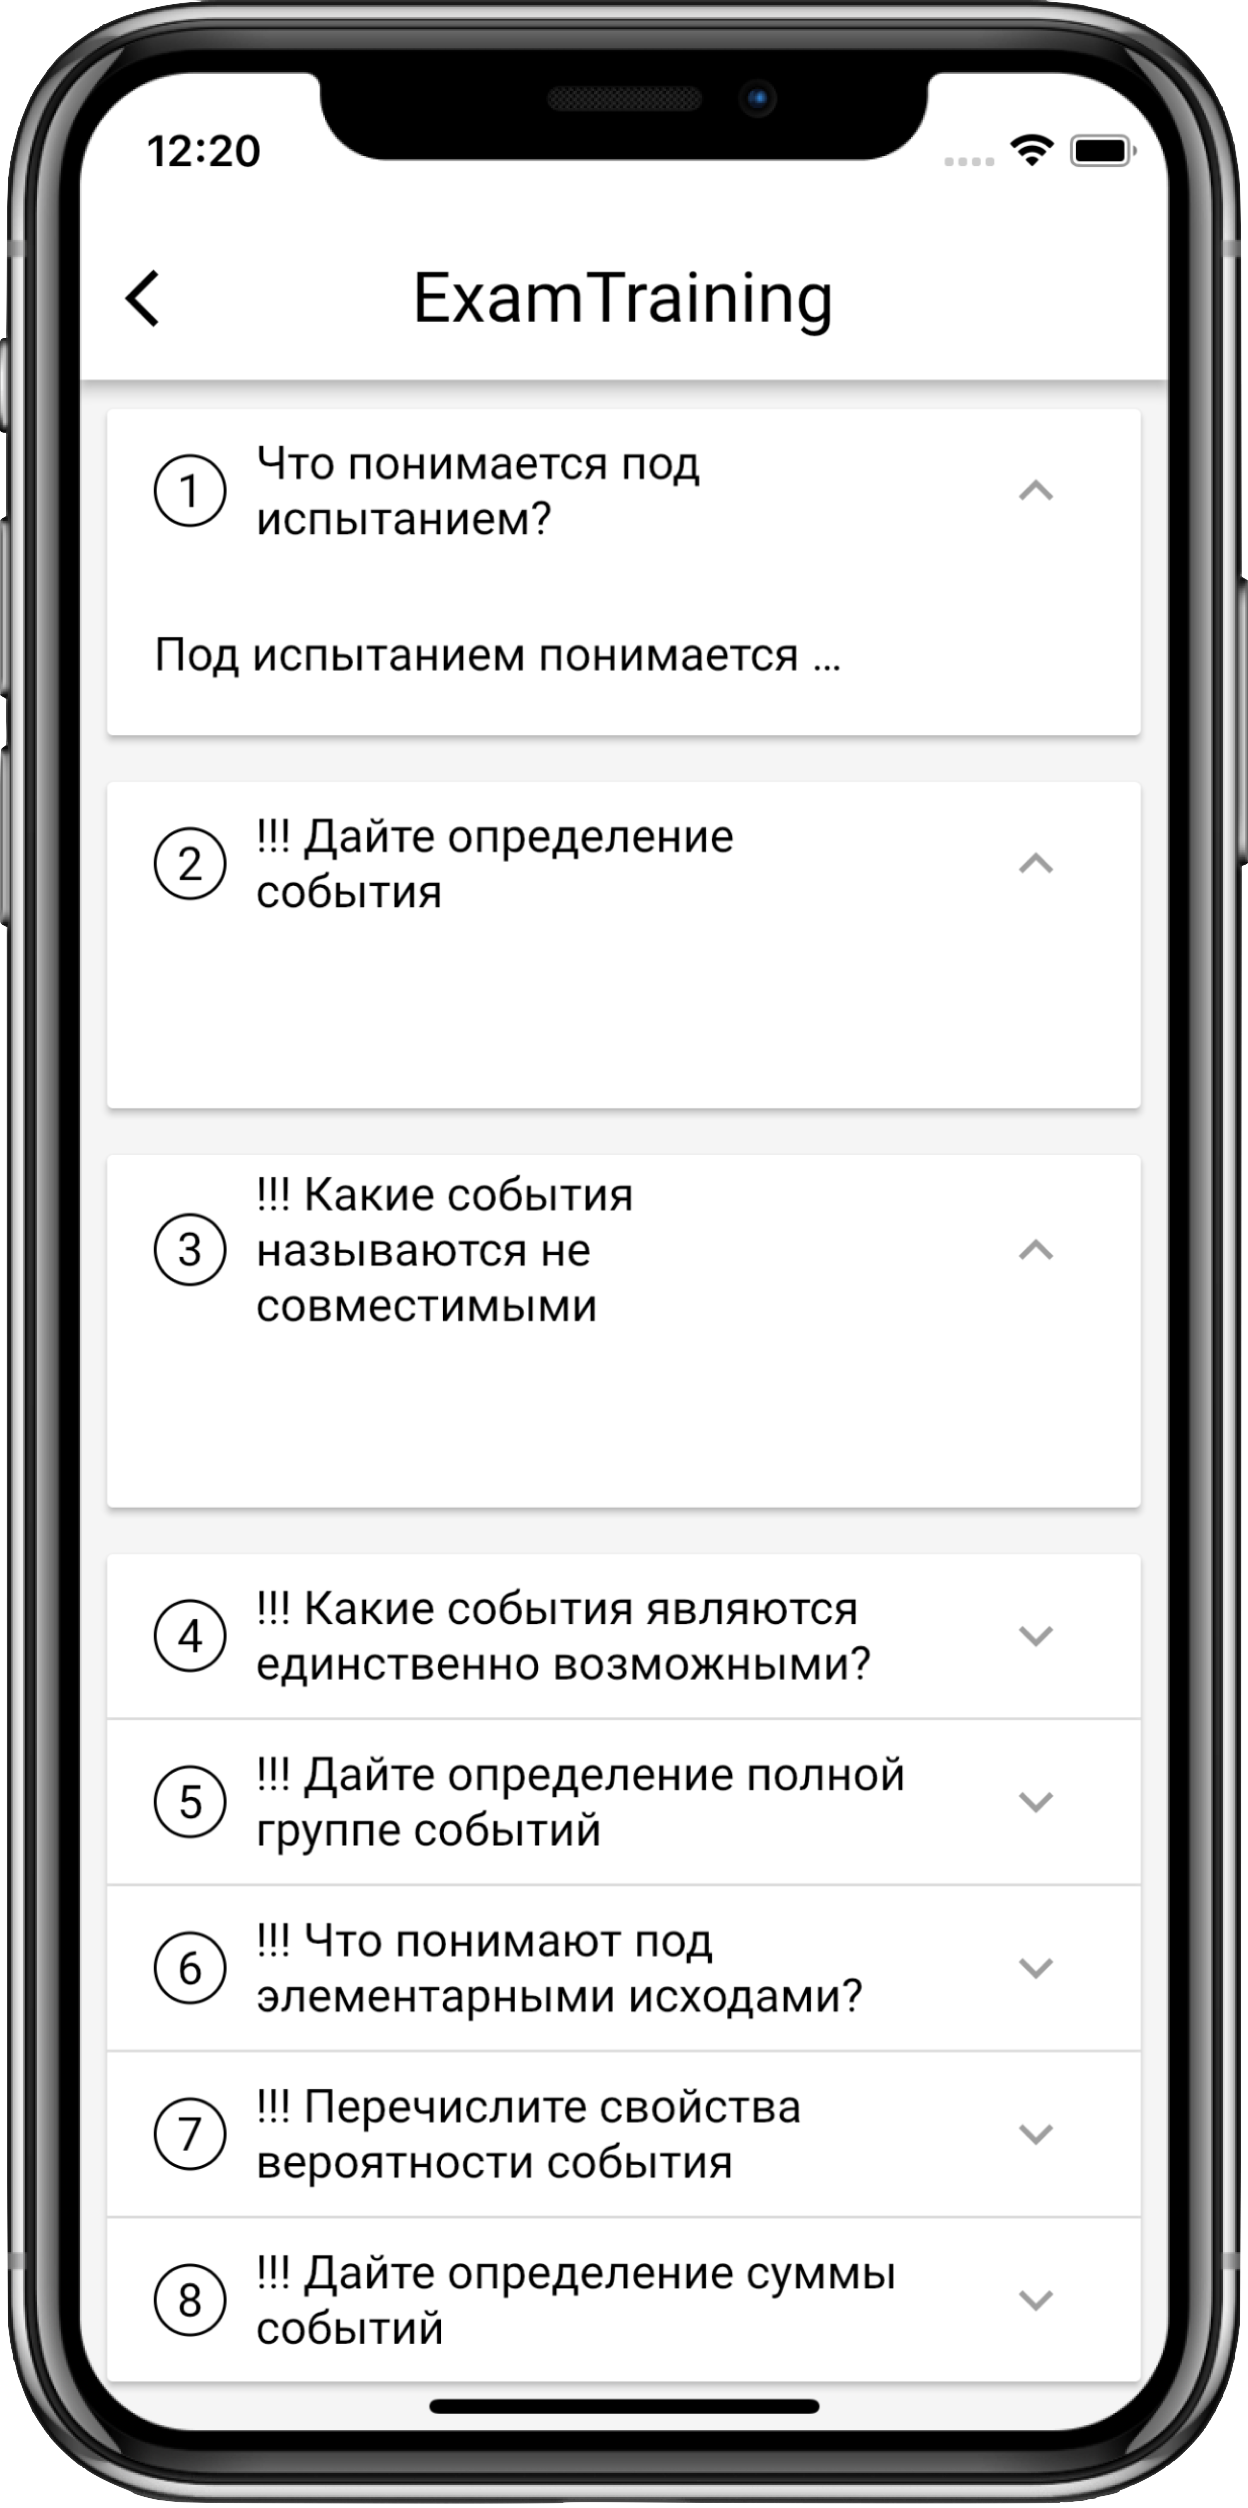 12:20
ExamTraining
1
Что понимается под
испытанием?
Под испытанием понимается ...
2
!!! Дайте определение
события
3
!!! Какие события
называются не
совместимыми
4
!!! Какие события являются
единственно возможными?
5
!!! Дайте определение полной
группе событий
6
!!! Что понимают под
элементарными исходами?
7
!!! Перечислите свойства
вероятности события
8
!!! Дайте определение суммы
событий